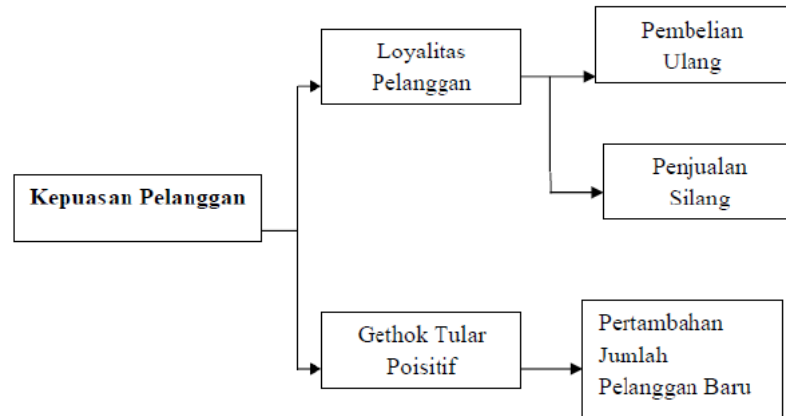 Loyalitas
Pelanggan
Pembelian
Ulang
Penjualan
Silang
Kepuasan Pelanggan
Gethok Tular
Poisitif
Pertambahan
Jumlah
Pelanggan Baru